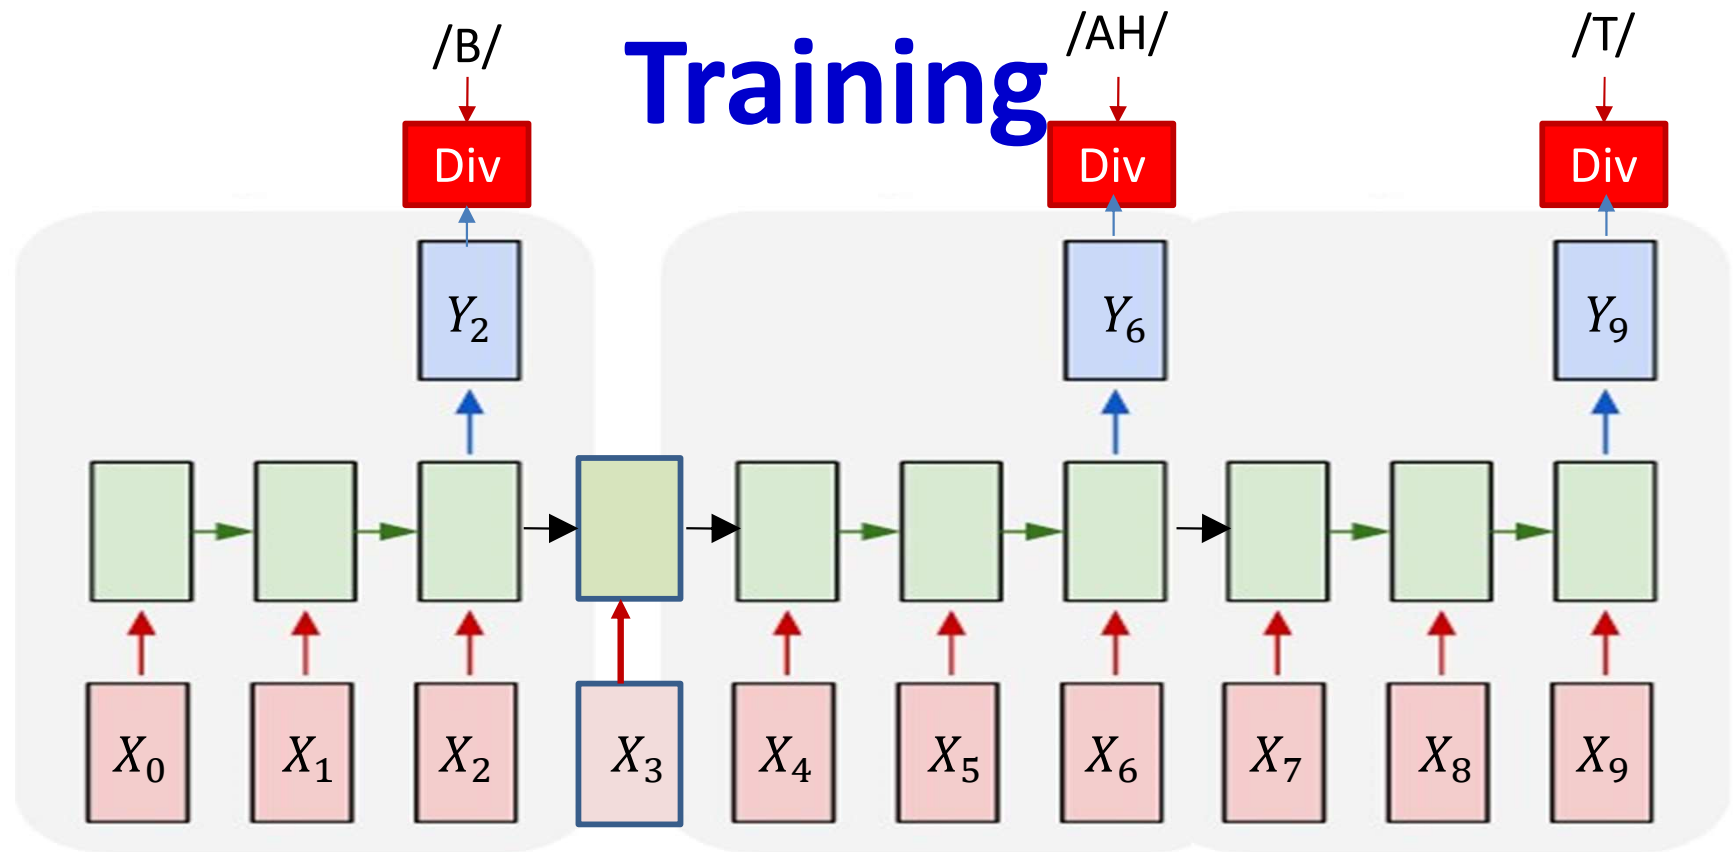 /B/ /AH/ /T/
Training
Div Div Div
Y2 Y6 Y9
X0 X1 X2 X3 X4 X5 X6 X7 X8 X9